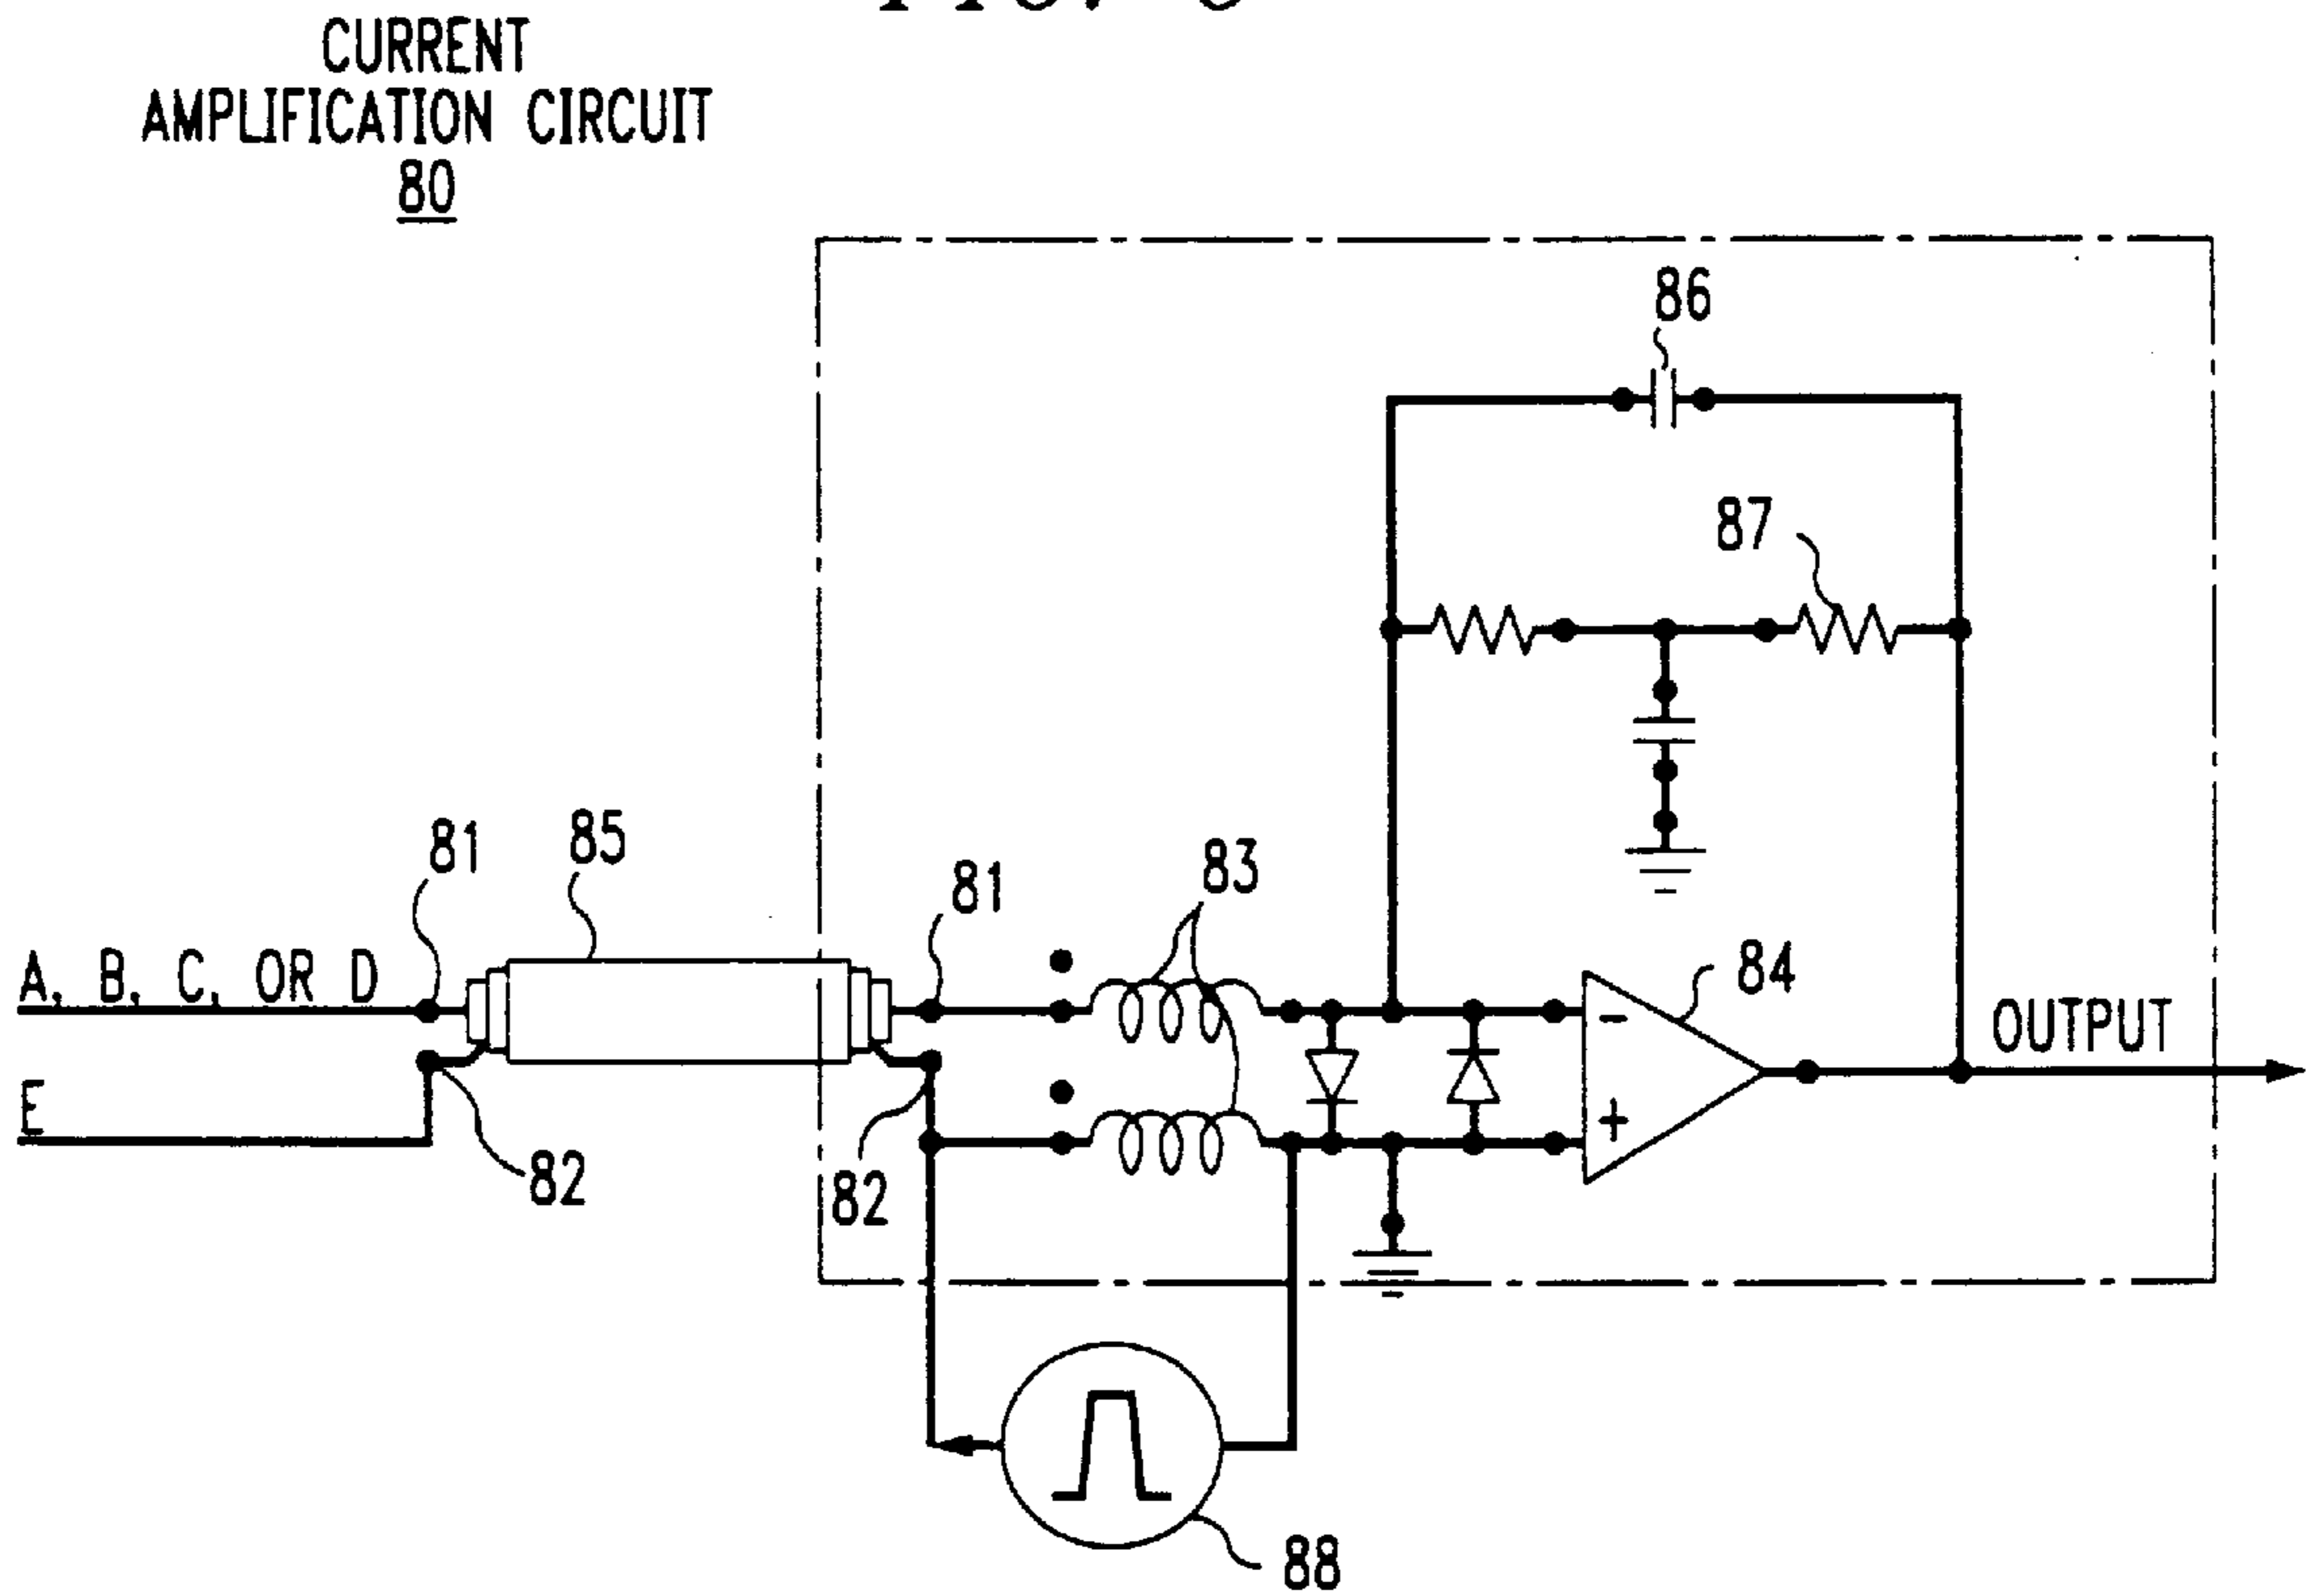 CURRENT
AMPLIFICATION CIRCUIT
80
86
87
81
85
81
83
84
A, B, C, OR D
OUTPUT
-
+
E
82
82
88